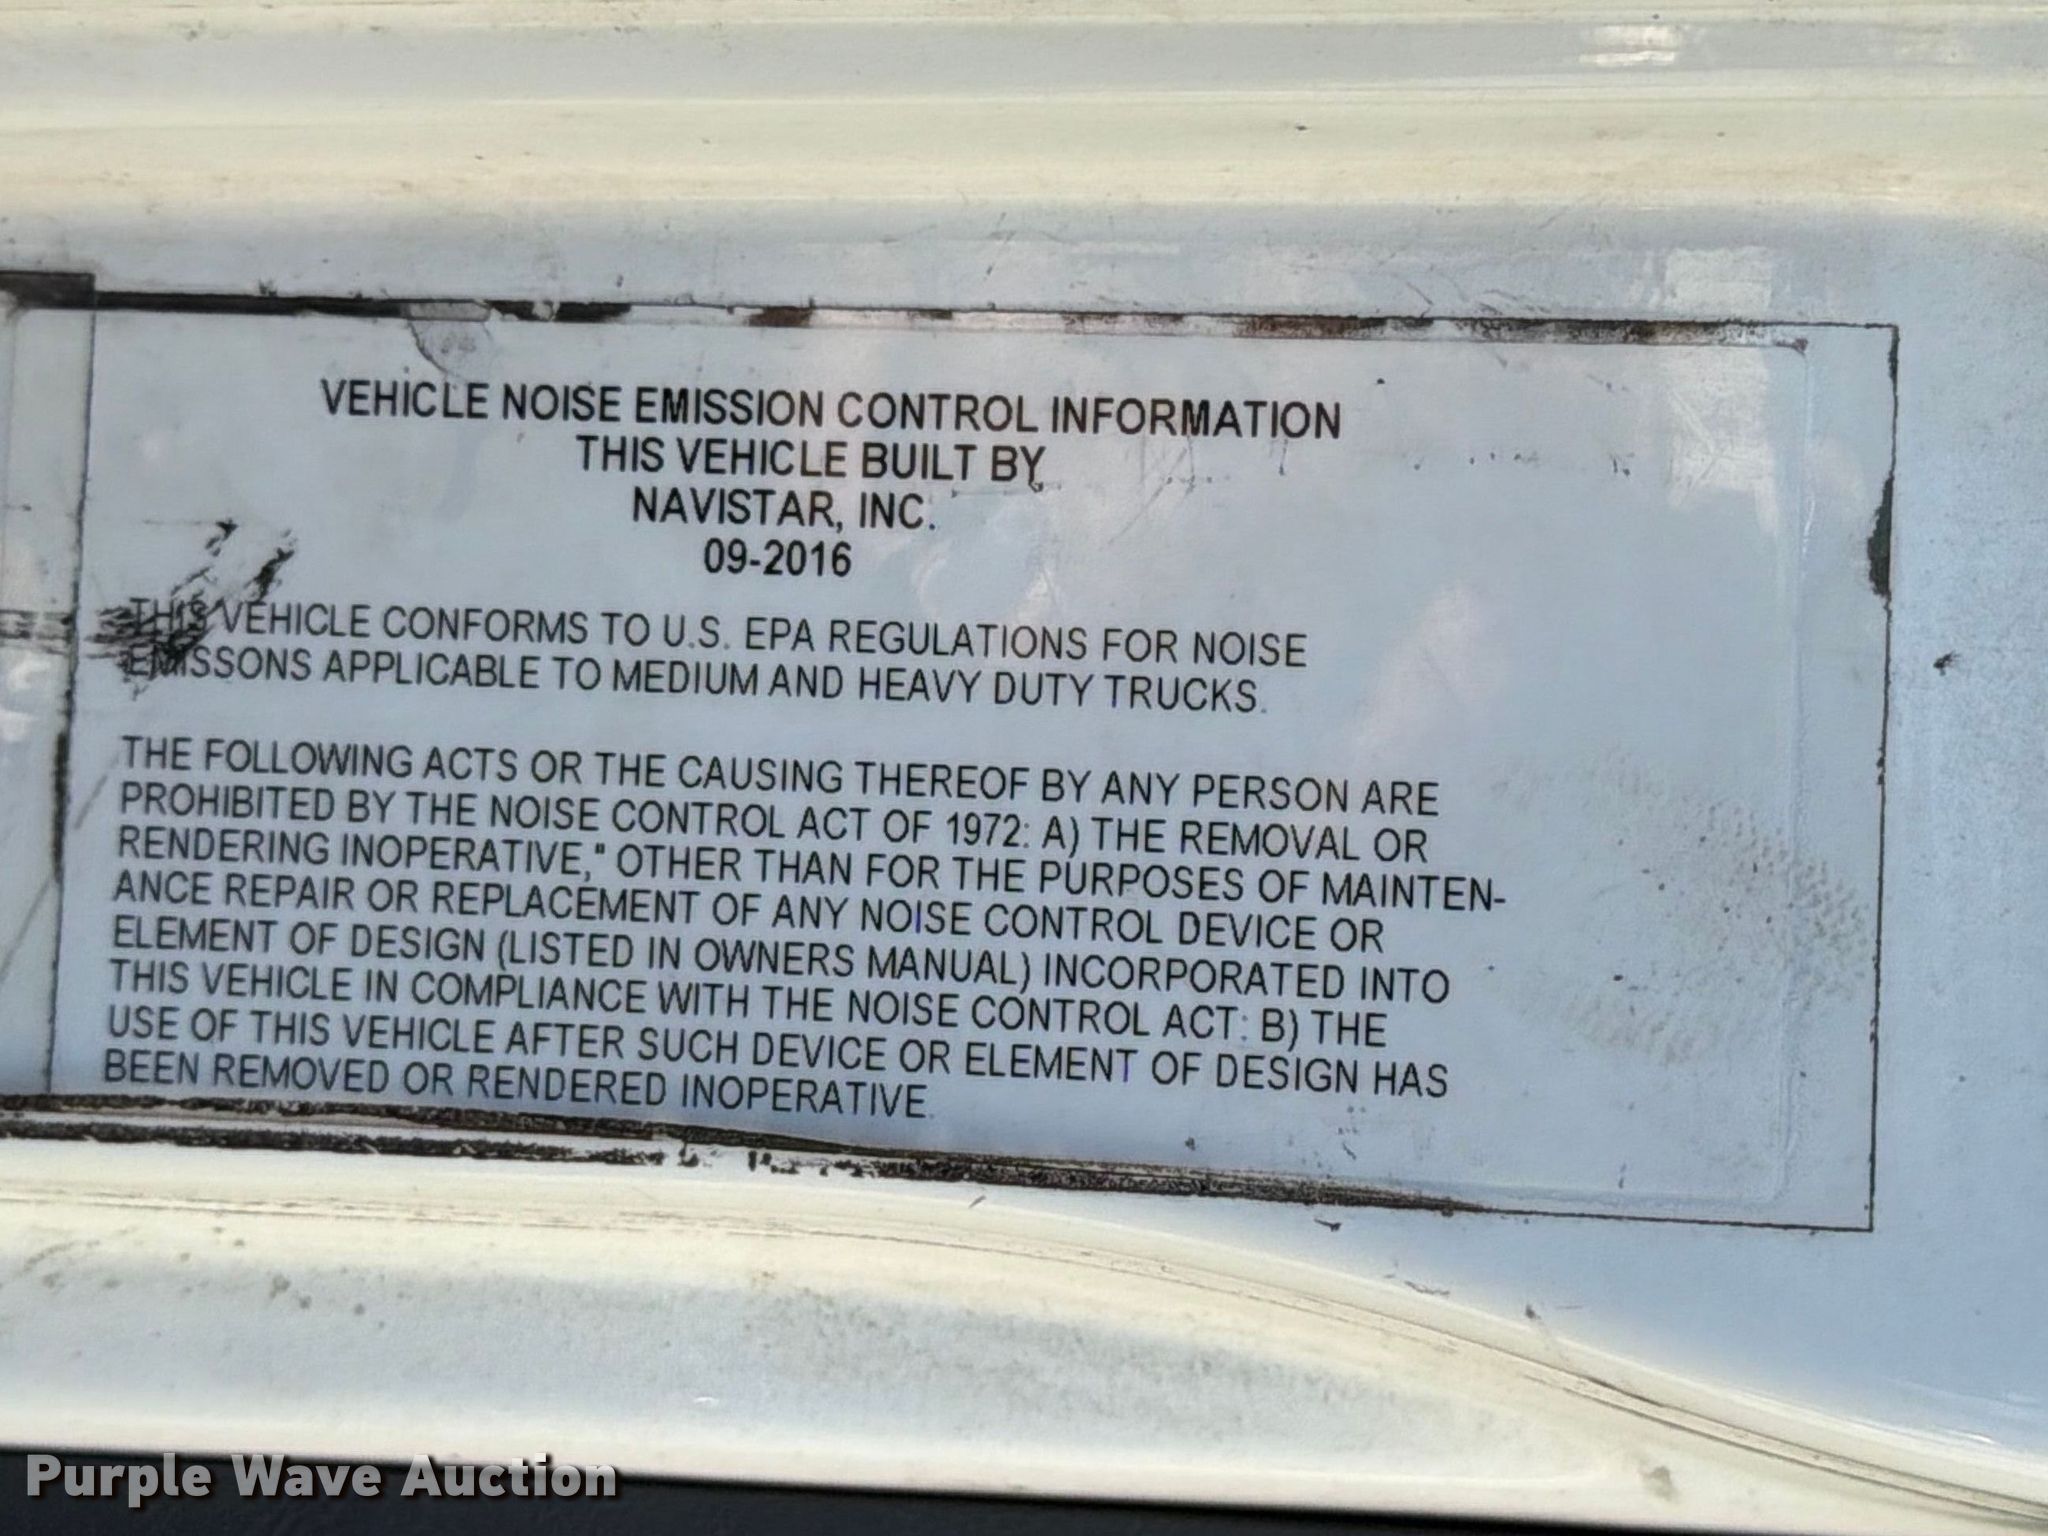 VEHICLE NOISE EMISSION CONTROL INFORMATION
THIS VEHICLE BUILT BY
NAVISTAR, INC.
09-2016
THIS VEHICLE CONFORMS TO U.S. EPA REGULATIONS FOR NOISE
EMISSONS APPLICABLE TO MEDIUM AND HEAVY DUTY TRUCKS.
THE FOLLOWING ACTS OR THE CAUSING THEREOF BY ANY PERSON ARE
PROHIBITED BY THE NOISE CONTROL ACT OF 1972: A) THE REMOVAL OR
RENDERING INOPERATIVE," OTHER THAN FOR THE PURPOSES OF MAINTEN-
ANCE REPAIR OR REPLACEMENT OF ANY NOISE CONTROL DEVICE OR
ELEMENT OF DESIGN (LISTED IN OWNERS MANUAL) INCORPORATED INTO
THIS VEHICLE IN COMPLIANCE WITH THE NOISE CONTROL ACT: B) THE
USE OF THIS VEHICLE AFTER SUCH DEVICE OR ELEMENT OF DESIGN HAS
BEEN REMOVED OR RENDERED INOPERATIVE.
Purple Wave Auction